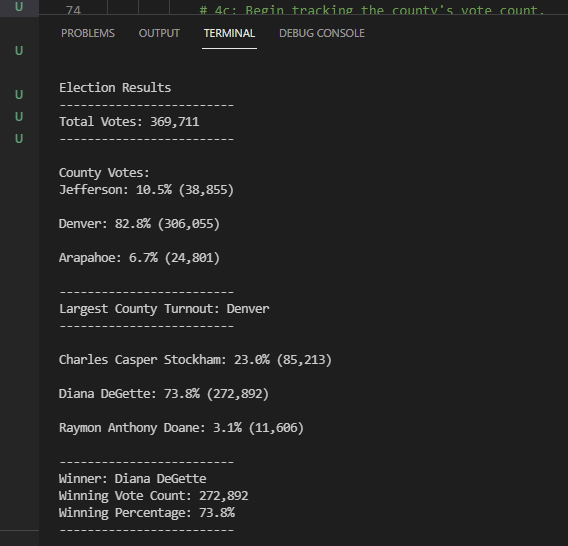 U
74 # 4c: Begin tracking the county's vote count.
PROBLEMS OUTPUT TERMINAL DEBUG CONSOLE
U
Election Results
-------------------------
U
Total Votes: 369,711
U
-------------------------
U
County Votes:
Jefferson: 10.5% (38,855)
Denver: 82.8% (306,055)
Arapahoe: 6.7% (24,801)
-------------------------
Largest County Turnout: Denver
-------------------------
Charles Casper Stockham: 23.0% (85,213)
Diana DeGette: 73.8% (272,892)
Raymon Anthony Doane: 3.1% (11,606)
-------------------------
Winner: Diana DeGette
Winning Vote Count: 272,892
Winning Percentage: 73.8%
-------------------------